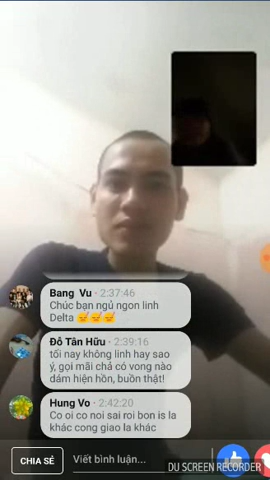 Bang Vu · 2:37:46
Chúc bạn ngủ ngon linh
Delta
Đỗ Tân Hữu · 2:39:16
tối nay không linh hay sao
ý, gọi mãi chả có vong nào
dám hiện hồn, buồn thật!
Hung Vo · 2:42:20
Co oi co noi sai roi bon is la
khác cong giao la khác
CHIA SẺ
Viết bình luận...
DU SCREEN RECORDER